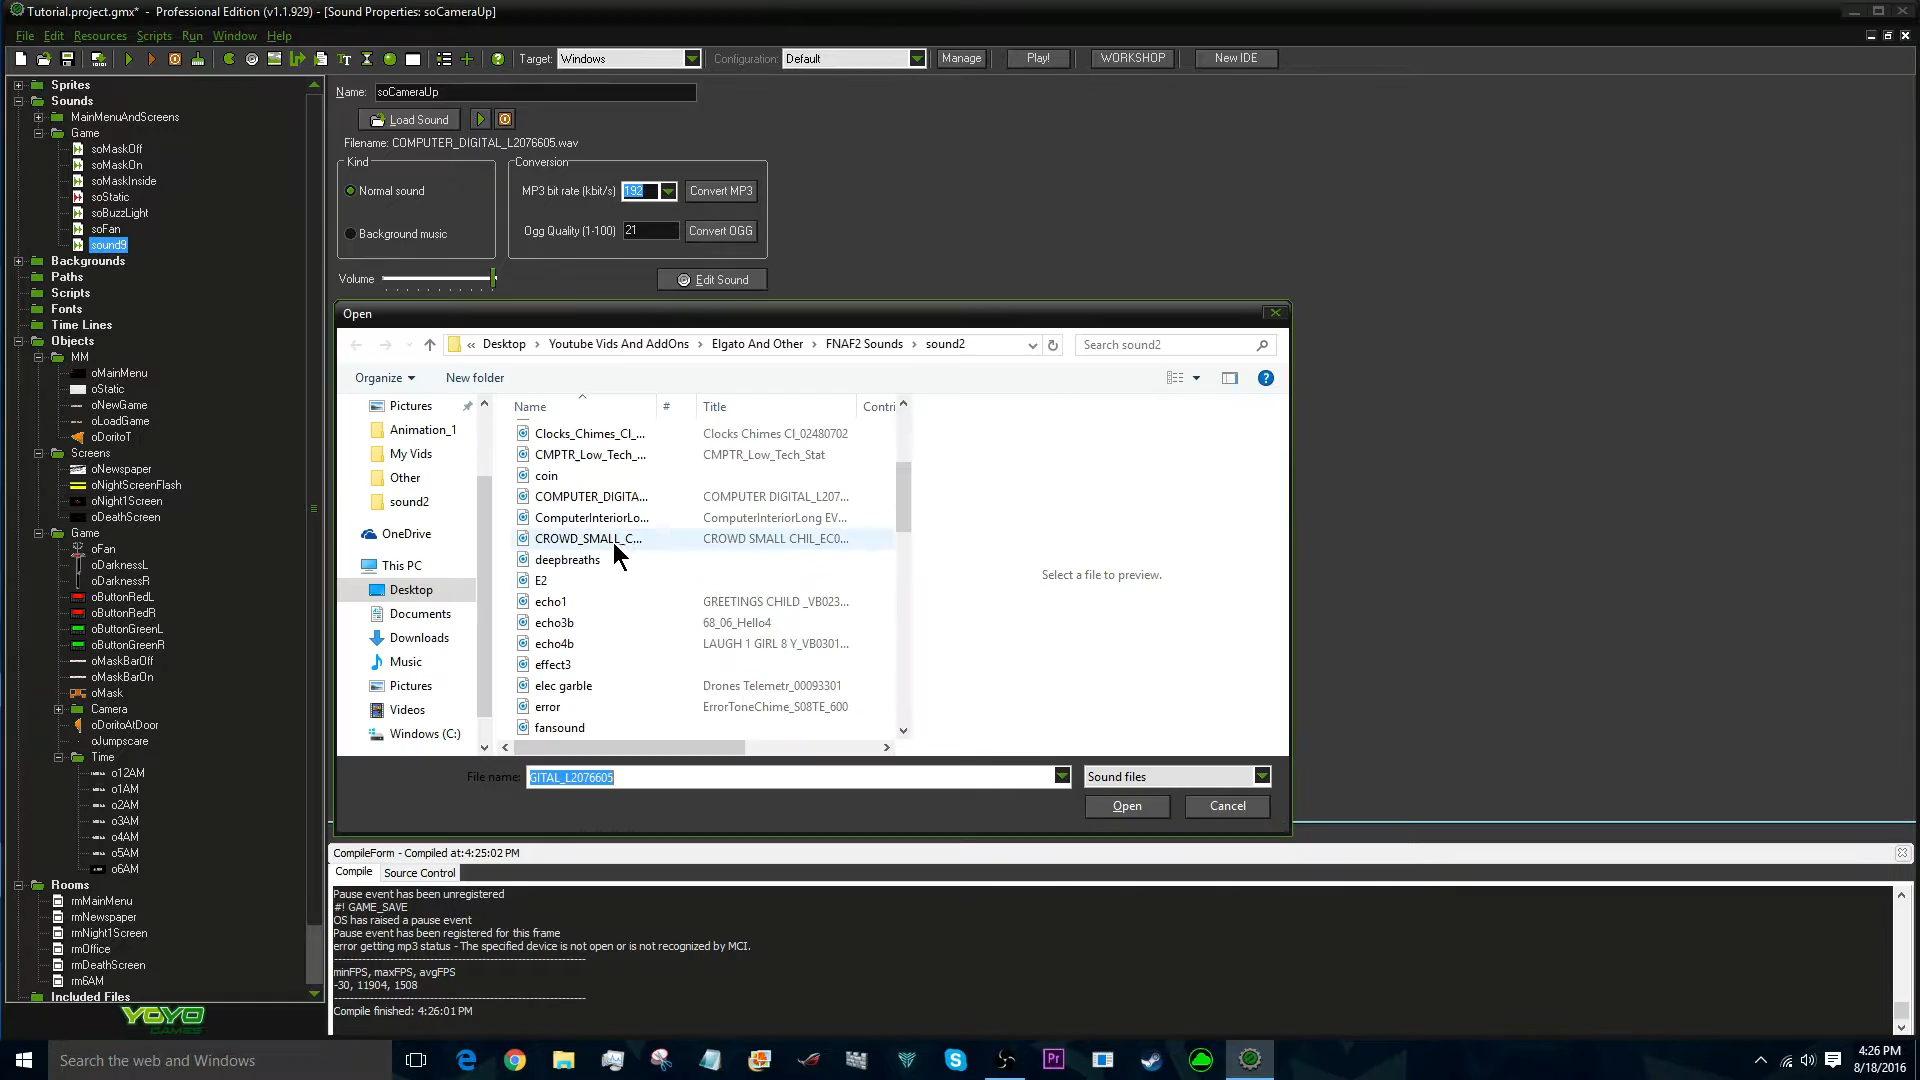 Tutorial.project.gmx* - Professional Edition (v1.1.929) - [Sound Properties: soCameraUp]
File Edit Resources Scripts Run Window Help
Target: Windows Configuration: Default Manage Play! WORKSHOP New IDE
Sprites
Sounds
MainMenuAndScreens
Game
soMaskOff
soMaskOn
soMaskInside
soStatic
soBuzzLight
soFan
sound9
Backgrounds
Paths
Scripts
Fonts
Time Lines
Objects
MM
oMainMenu
oStatic
oNewGame
oLoadGame
oDoritoT
Screens
oNewspaper
oNightScreenFlash
oNight1Screen
oDeathScreen
Game
oFan
oDarknessL
oDarknessR
oButtonRedL
oButtonRedR
oButtonGreenL
oButtonGreenR
oMaskBarOff
oMaskBarOn
oMask
Camera
oDoritoAtDoor
oJumpscare
Time
o12AM
o1AM
o2AM
o3AM
o4AM
o5AM
o6AM
Rooms
rmMainMenu
rmNewspaper
rmNight1Screen
rmOffice
rmDeathScreen
rm6AM
Included Files
YOYO
GAMES
Name: soCameraUp
Load Sound
Filename: COMPUTER_DIGITAL_L2076605.wav
Kind
Normal sound
Background music
Conversion
MP3 bit rate (kbit/s) 192 Convert MP3
Ogg Quality (1-100) 21 Convert OGG
Volume
Edit Sound
Open
« Desktop > Youtube Vids And AddOns > Elgato And Other > FNAF2 Sounds > sound2
Search sound2
Organize New folder
Pictures
Animation_1
My Vids
Other
sound2
OneDrive
This PC
Desktop
Documents
Downloads
Music
Pictures
Videos
Windows (C:)
Name # Title Contri
Clocks_Chimes_Cl_... Clocks Chimes Cl_02480702
CMPTR_Low_Tech_... CMPTR_Low_Tech_Stat
coin
COMPUTER_DIGITA... COMPUTER DIGITAL_L207...
ComputerInteriorLo... ComputerInteriorLong EV...
CROWD_SMALL_C... CROWD SMALL CHIL_EC0...
deepbreaths
E2
echo1 GREETINGS CHILD _VB023...
echo3b 68_06_Hello4
echo4b LAUGH 1 GIRL 8 Y_VB0301...
effect3
elec garble Drones Telemetr_00093301
error ErrorToneChime_S08TE_600
fansound
Select a file to preview.
File name: GITAL_L2076605 Sound files
Open Cancel
CompileForm - Compiled at:4:25:02 PM
Compile Source Control
Pause event has been unregistered
#! GAME_SAVE
OS has raised a pause event
Pause event has been registered for this frame
error getting mp3 status - The specified device is not open or is not recognized by MCI.
minFPS, maxFPS, avgFPS
-30, 11904, 1508
Compile finished: 4:26:01 PM
Search the web and Windows
Pr
4:26 PM
8/18/2016